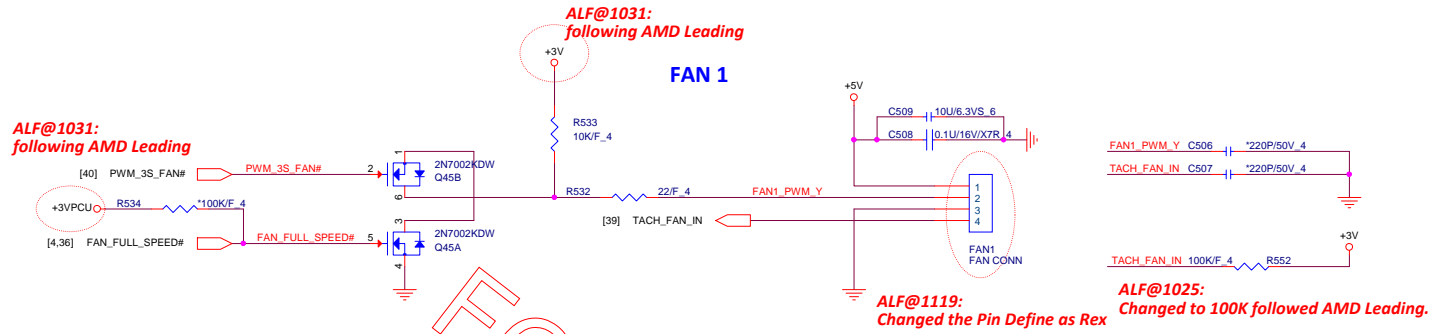 ALF@1031:
following AMD Leading
+3V
FAN 1
+5V
C509 10U/6.3VS_6
C508 0.1U/16V/X7R_4
R533
10K/F_4
ALF@1031:
following AMD Leading
[40] PWM_3S_FAN# PWM_3S_FAN# 2
1
2N7002KDW
Q45B
6
FAN1_PWM_Y C506 *220P/50V_4
TACH_FAN_IN C507 *220P/50V_4
+3VPCU R534 *100K/F_4
R532 22/F_4 FAN1_PWM_Y
1
2
3
4
[39] TACH_FAN_IN
[4,36] FAN_FULL_SPEED# FAN_FULL_SPEED# 5
3
2N7002KDW
Q45A
4
FAN1
FAN CONN
+3V
TACH_FAN_IN 100K/F_4 R552
ALF@1119:
Changed the Pin Define as Rex
ALF@1025:
Changed to 100K followed AMD Leading.